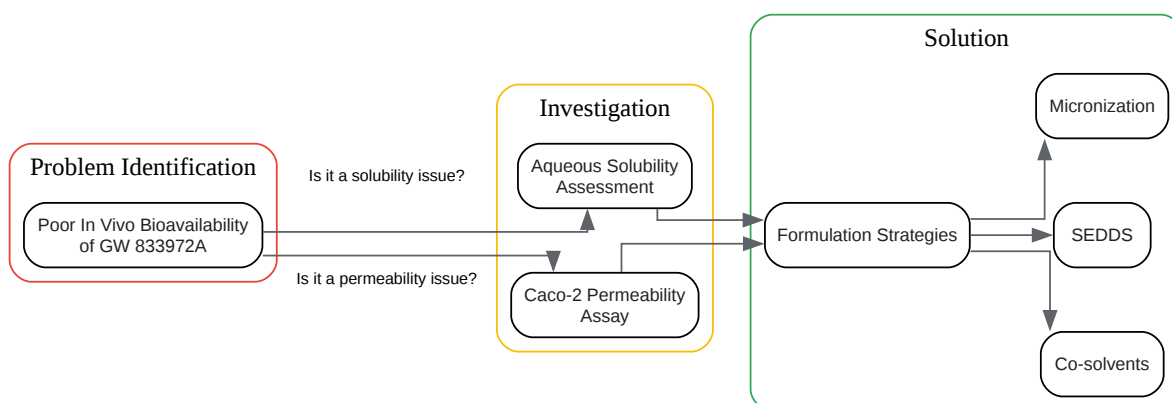 Problem Identification
Poor In Vivo Bioavailability
of GW 833972A
Is it a solubility issue?
Is it a permeability issue?
Investigation
Aqueous Solubility
Assessment
Caco-2 Permeability
Assay
Solution
Formulation Strategies
Micronization
SEDDS
Co-solvents